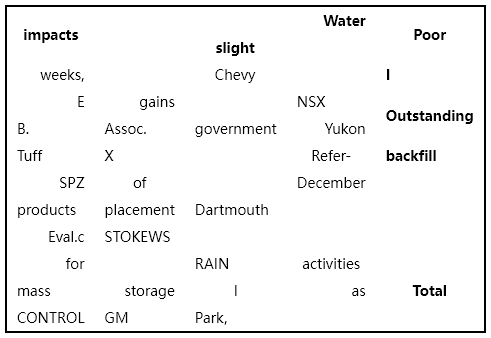 impacts slight Water Poor
weeks, Chevy I
E gains NSX Outstanding
B. Assoc. government Yukon
Tuff X Refer- backfill
SPZ of December
products placement Dartmouth
Eval.c STOKEWS
for RAIN activities
mass storage I as Total
CONTROL GM Park,